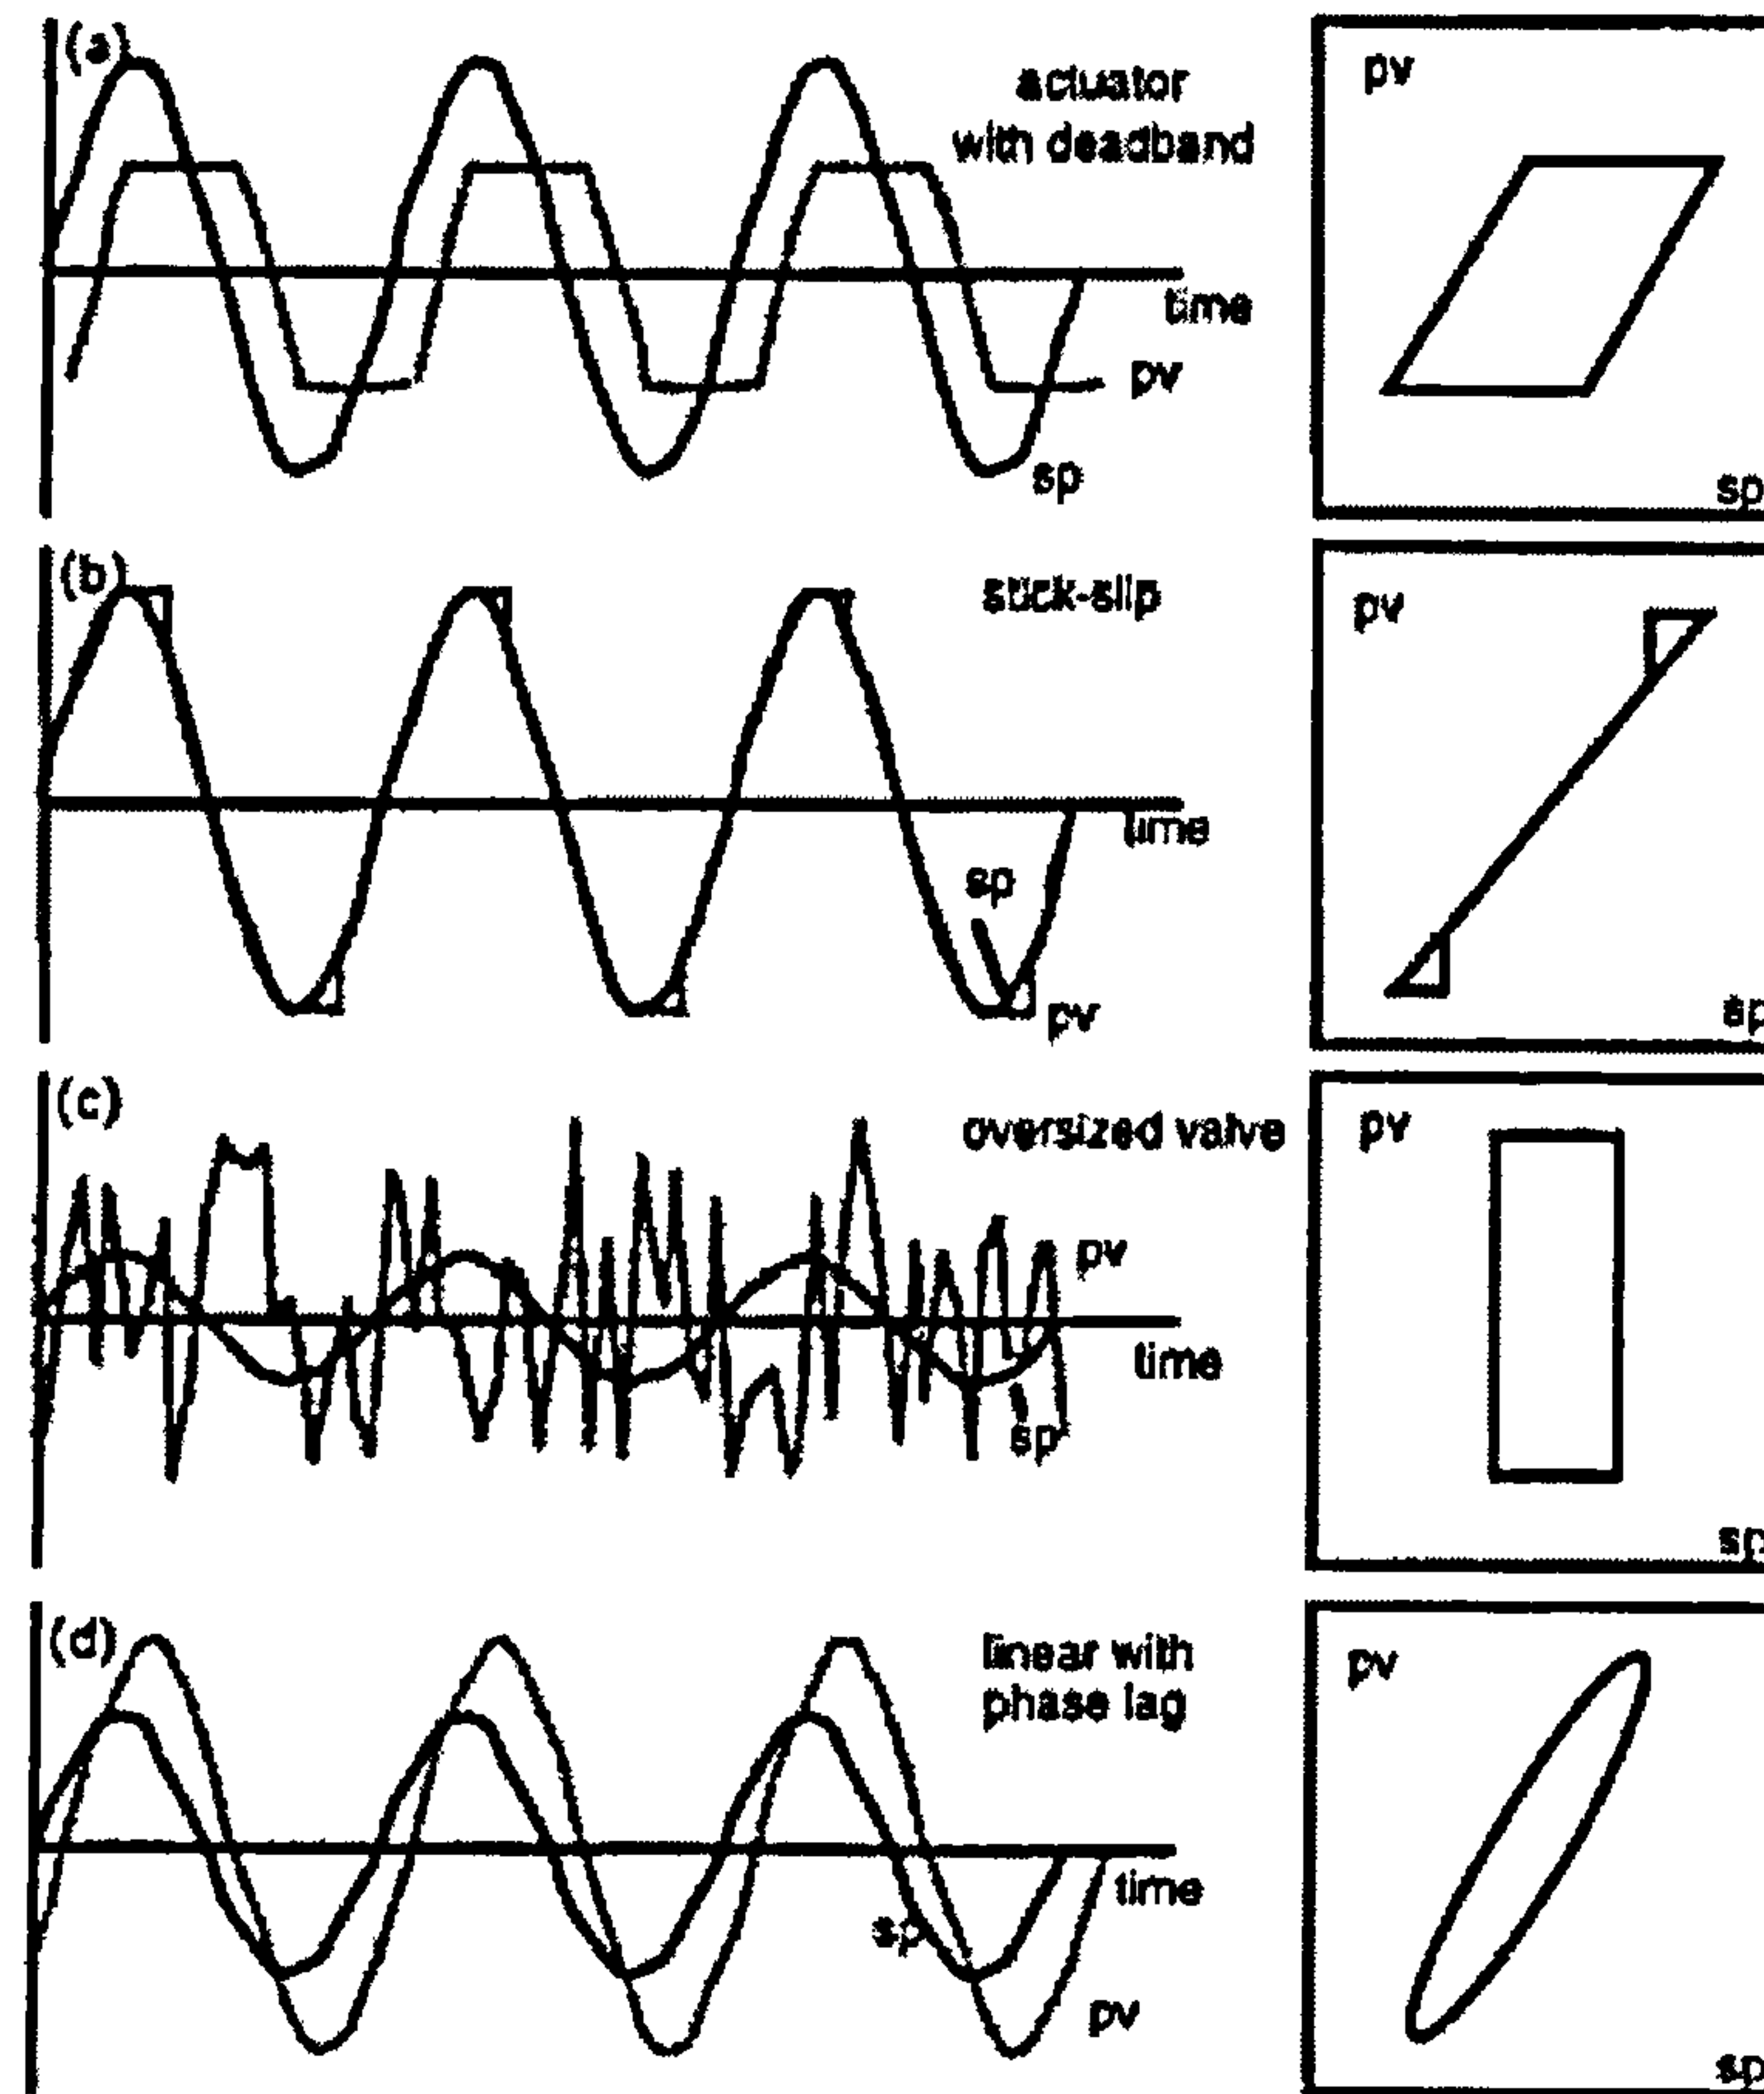 (a)
actuator
with deadband
time
pv
sp
pv
sp
(b)
stick-slip
time
sp
pv
pv
sp
(c)
oversized valve
pv
time
sp
pv
sp
(d)
linear with
phase lag
time
sp
pv
pv
sp